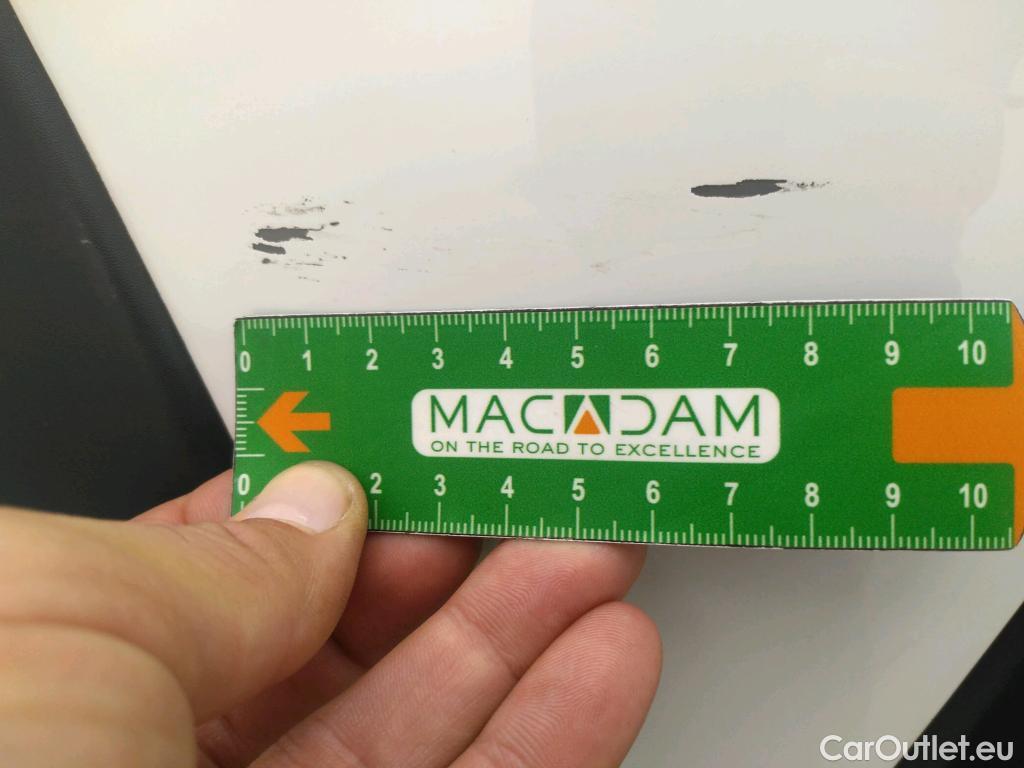 0 1 2 3 4 5 6 7 8 9 10
MACADAM
ON THE ROAD TO EXCELLENCE
0 2 3 4 5 6 7 8 9 10
CarOutlet.eu